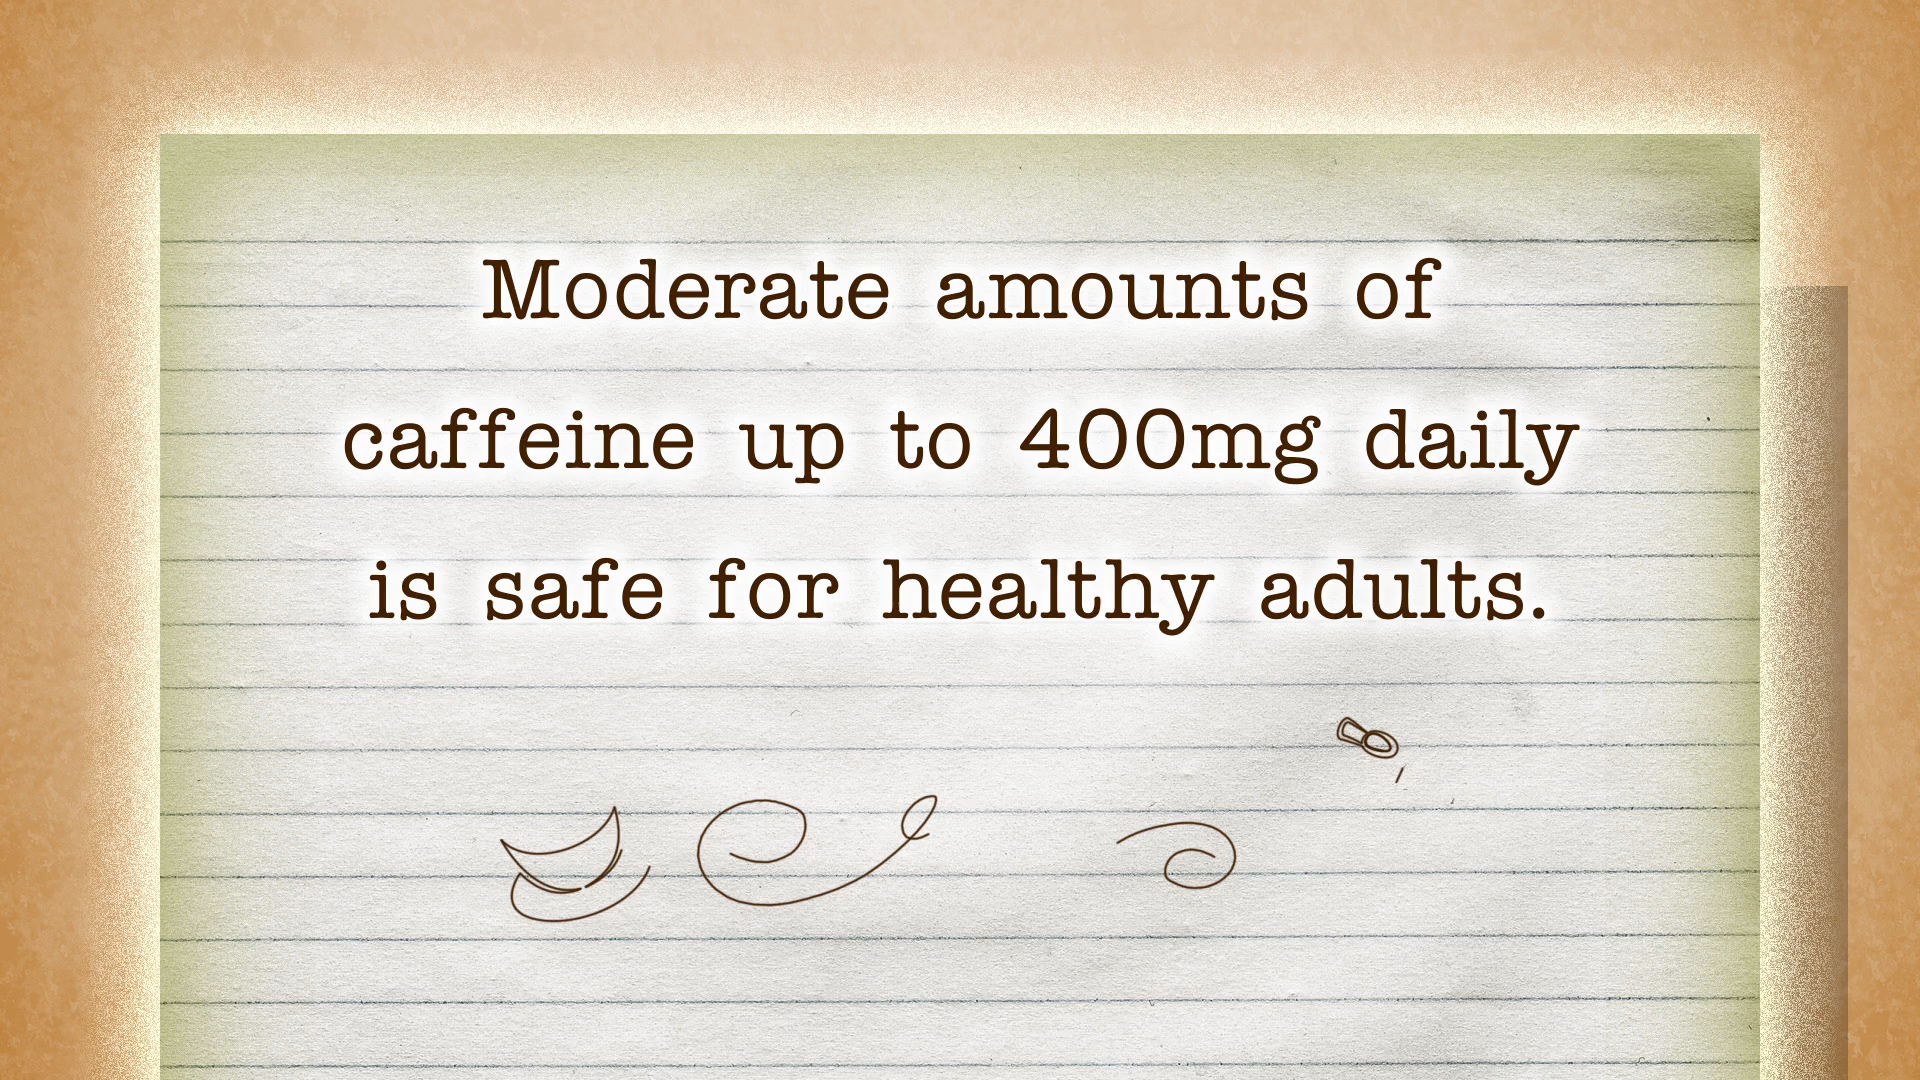 Moderate amounts of
caffeine up to 400mg daily
is safe for healthy adults.